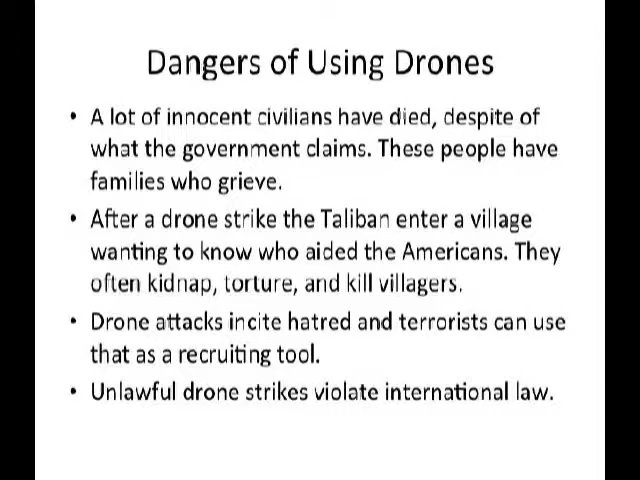 Dangers of Using Drones
• A lot of innocent civilians have died, despite of
what the government claims. These people have
families who grieve.
• After a drone strike the Taliban enter a village
wanting to know who aided the Americans. They
often kidnap, torture, and kill villagers.
• Drone attacks incite hatred and terrorists can use
that as a recruiting tool.
• Unlawful drone strikes violate international law.